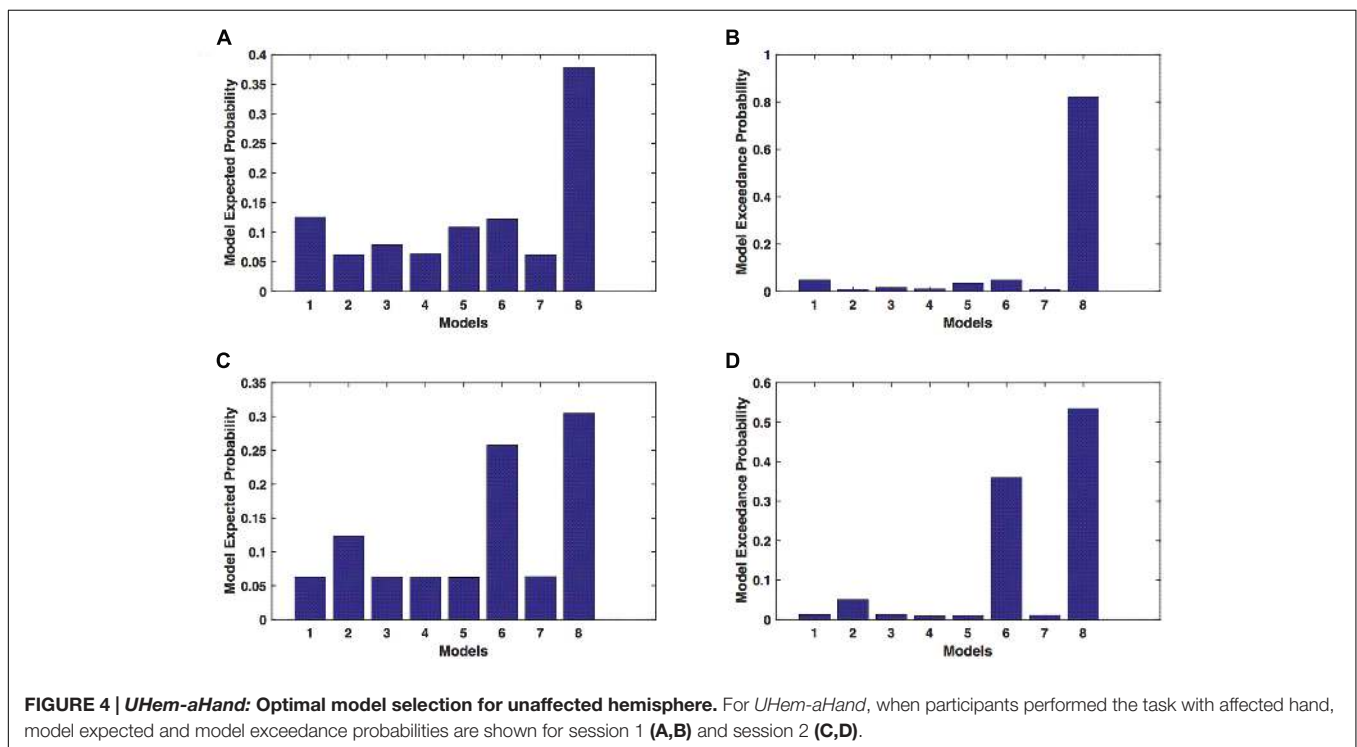 A
Model Expected Probability
0.4
0.35
0.3
0.25
0.2
0.15
0.1
0.05
0
1 2 3 4 5 6 7 8
Models
B
Model Exceedance Probability
1
0.8
0.6
0.4
0.2
0
1 2 3 4 5 6 7 8
Models
C
Model Expected Probability
0.35
0.3
0.25
0.2
0.15
0.1
0.05
0
1 2 3 4 5 6 7 8
Models
D
Model Exceedance Probability
0.6
0.5
0.4
0.3
0.2
0.1
0
1 2 3 4 5 6 7 8
Models
FIGURE 4 | UHem-aHand: Optimal model selection for unaffected hemisphere. For UHem-aHand, when participants performed the task with affected hand,
model expected and model exceedance probabilities are shown for session 1 (A,B) and session 2 (C,D).